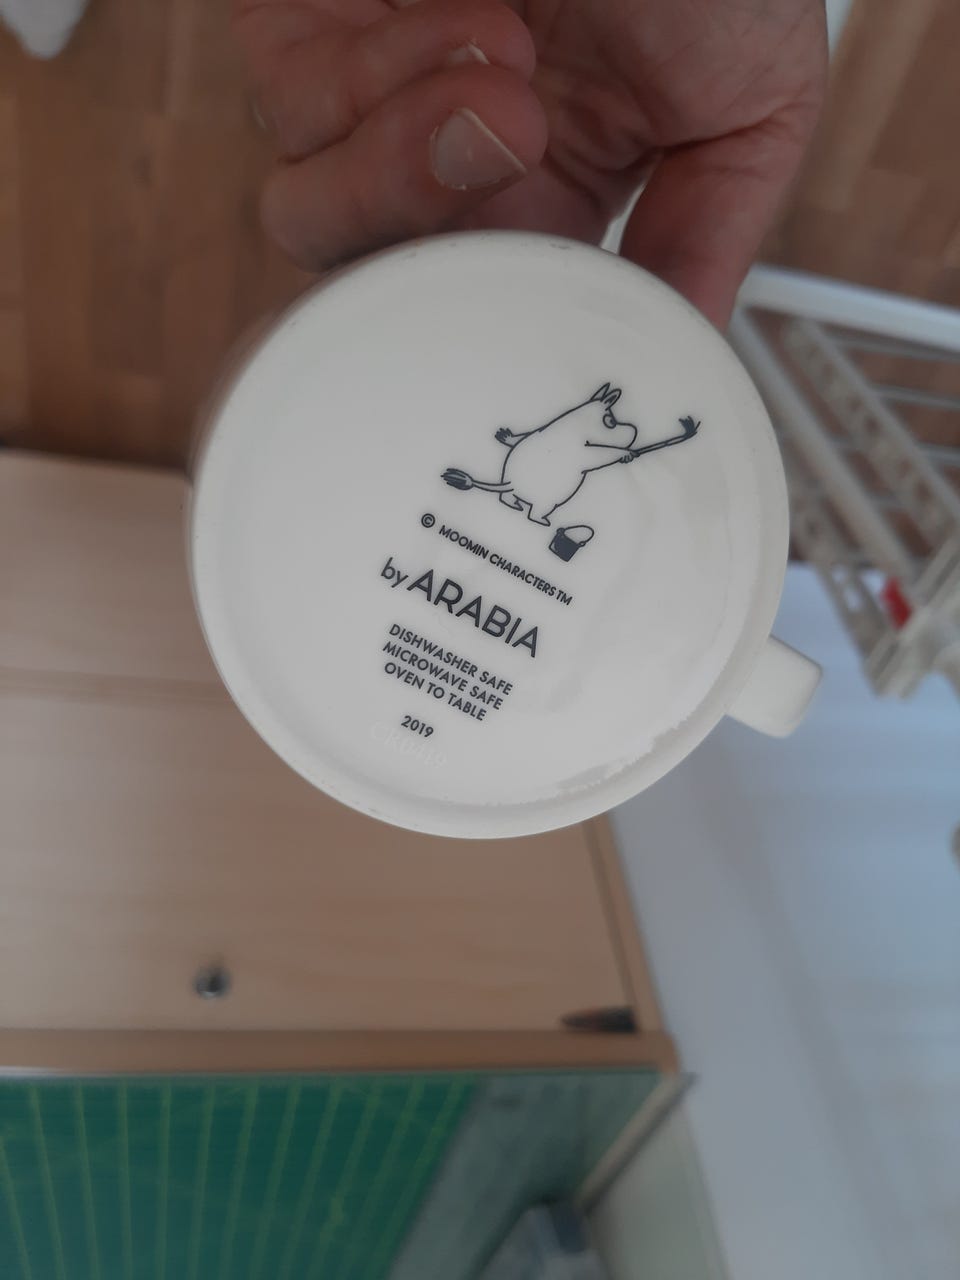 © MOOMIN CHARACTERS TM
by ARABIA
DISHWASHER SAFE
MICROWAVE SAFE
OVEN TO TABLE
2019